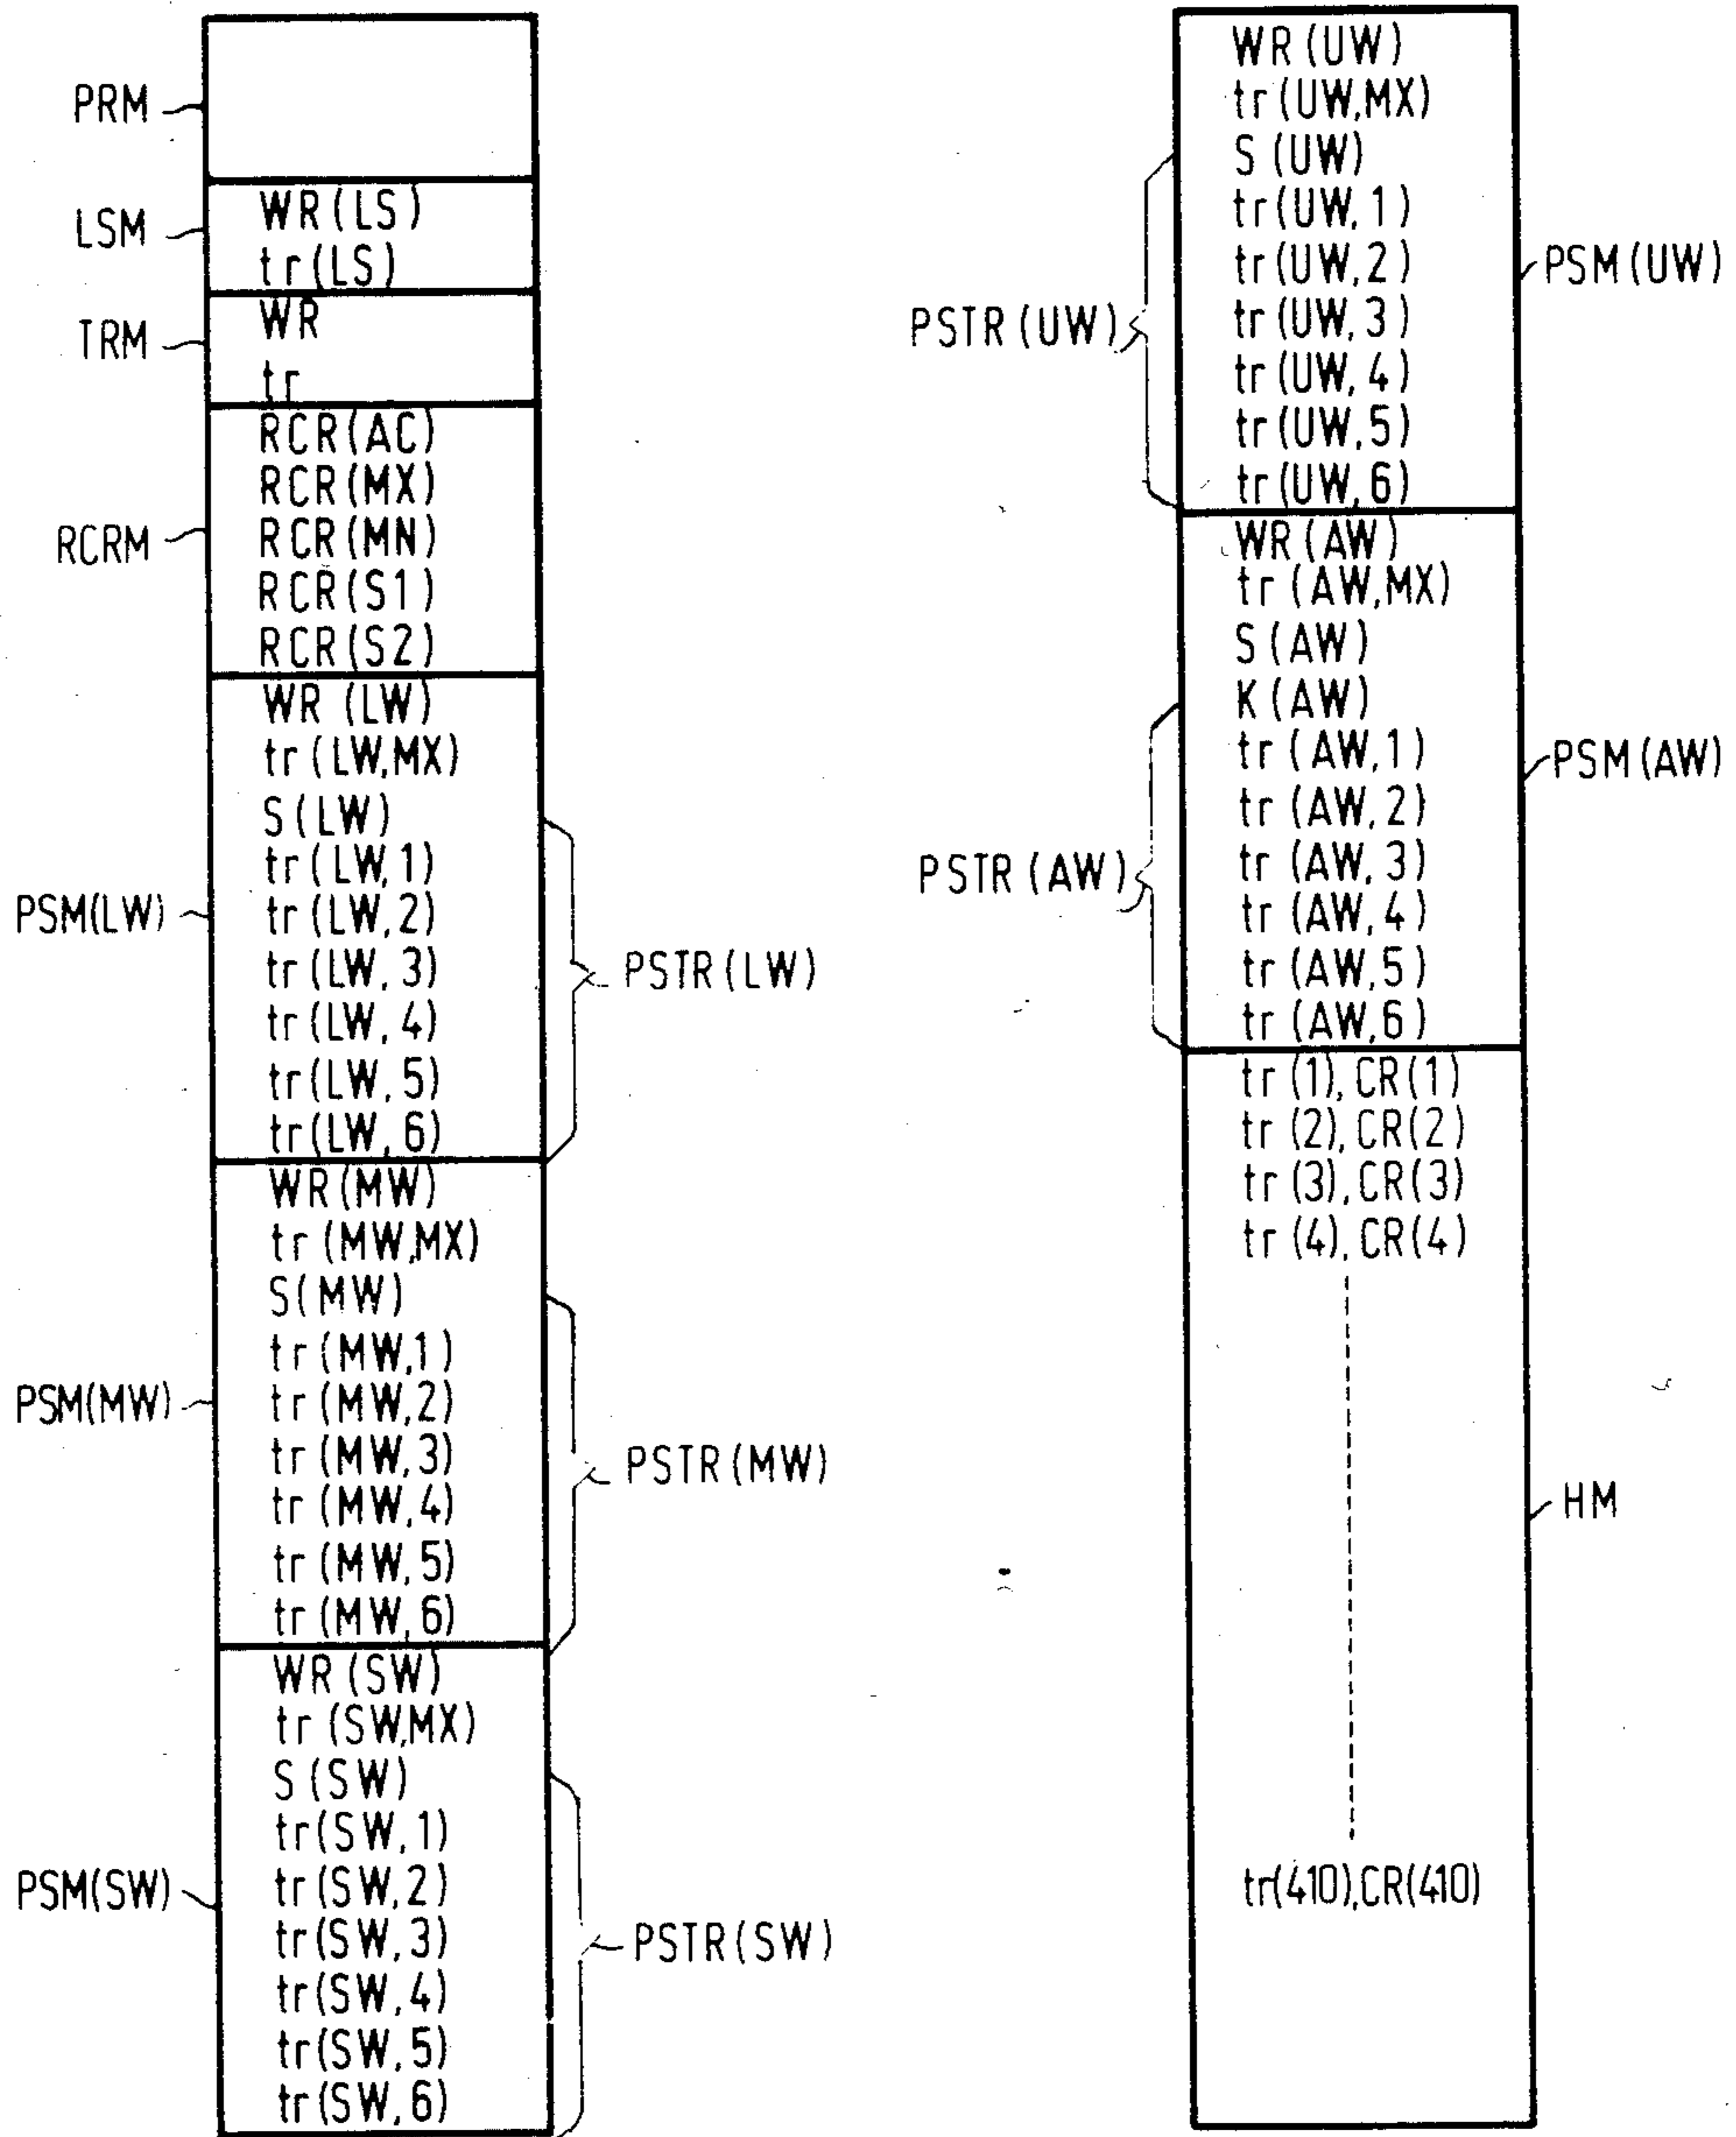 PRM
LSM
WR(LS)
tr(LS)
TRM
WR
tr
RCRM
RCR(AC)
RCR(MX)
RCR(MN)
RCR(S1)
RCR(S2)
PSM(LW)
WR (LW)
tr(LW,MX)
S(LW)
tr(LW,1)
tr(LW,2)
tr(LW,3)
tr(LW,4)
tr(LW,5)
tr(LW,6)
PSTR(LW)
PSM(MW)
WR(MW)
tr(MW,MX)
S(MW)
tr(MW,1)
tr(MW,2)
tr(MW,3)
tr(MW,4)
tr(MW,5)
tr(MW,6)
PSTR(MW)
PSM(SW)
WR(SW)
tr(SW,MX)
S(SW)
tr(SW,1)
tr(SW,2)
tr(SW,3)
tr(SW,4)
tr(SW,5)
tr(SW,6)
PSTR(SW)
PSTR(UW)
WR(UW)
tr(UW,MX)
S(UW)
tr(UW,1)
tr(UW,2)
tr(UW,3)
tr(UW,4)
tr(UW,5)
tr(UW,6)
PSM(UW)
PSTR(AW)
WR(AW)
tr(AW,MX)
S(AW)
K(AW)
tr(AW,1)
tr(AW,2)
tr(AW,3)
tr(AW,4)
tr(AW,5)
tr(AW,6)
PSM(AW)
tr(1),CR(1)
tr(2),CR(2)
tr(3),CR(3)
tr(4),CR(4)
tr(410),CR(410)
HM